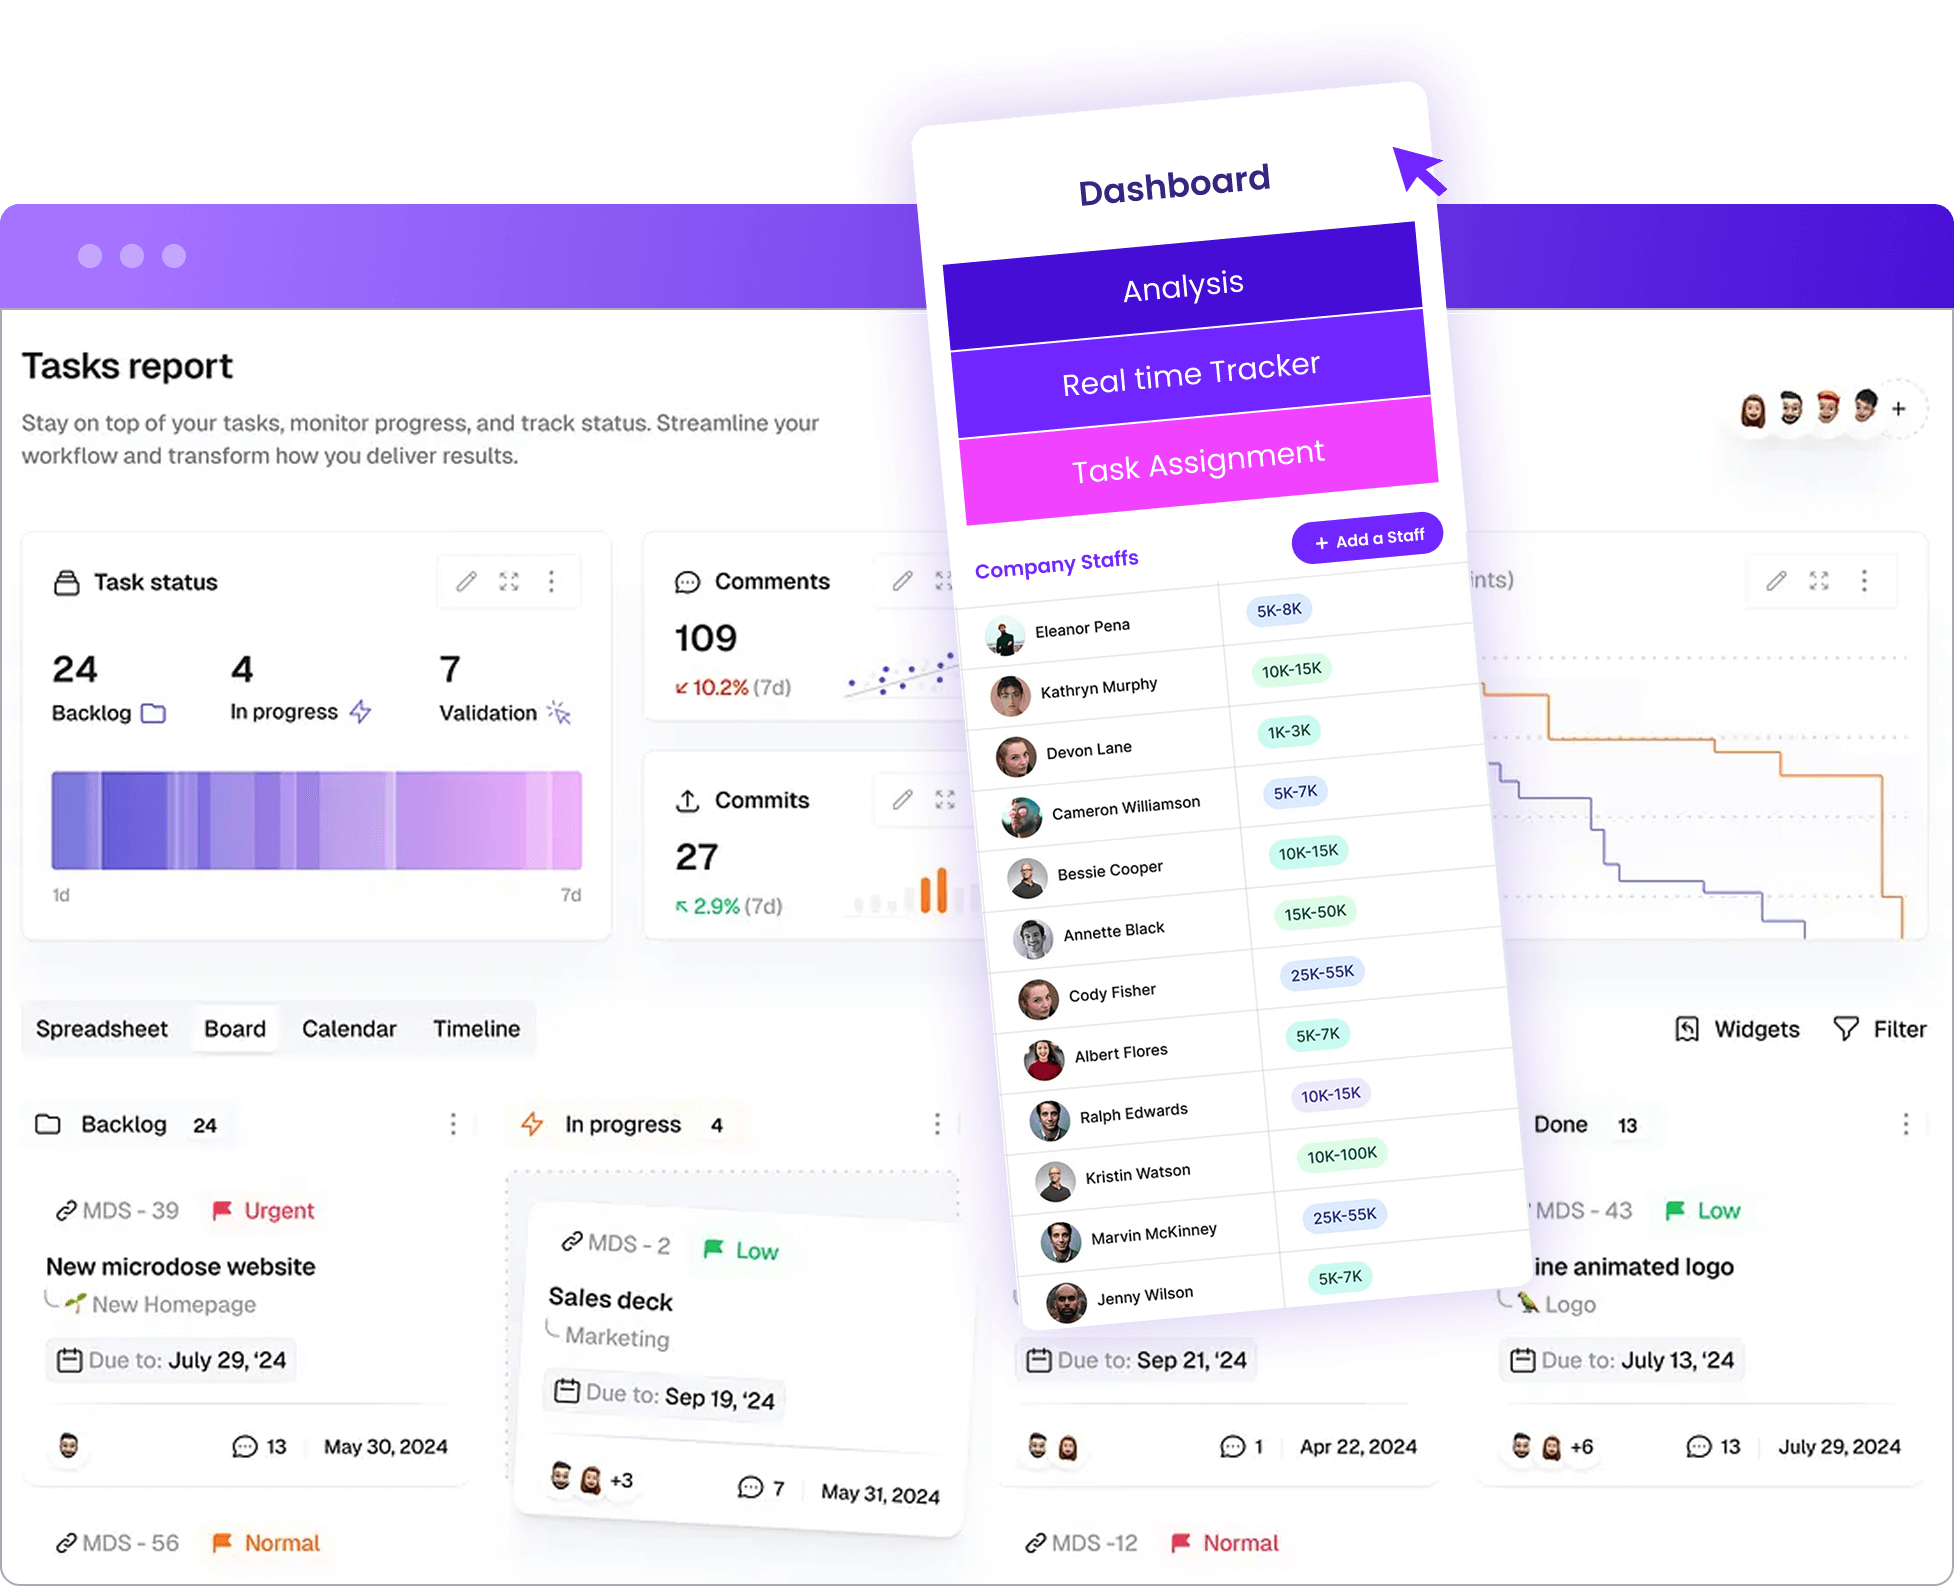 Dashboard
Analysis
Real time Tracker
Task Assignment
Company Staffs
+ Add a Staff
Eleanor Pena 5K-8K
Kathryn Murphy 10K-15K
Devon Lane 1K-3K
Cameron Williamson 5K-7K
Bessie Cooper 10K-15K
Annette Black 15K-50K
Cody Fisher 25K-55K
Albert Flores 5K-7K
Ralph Edwards 10K-15K
Kristin Watson 10K-100K
Marvin McKinney 25K-55K
Jenny Wilson 5K-7K
Tasks report
Stay on top of your tasks, monitor progress, and track status. Streamline your
workflow and transform how you deliver results.
+
Task status
24 4 7
Backlog In progress Validation
1d 7d
Comments
109
10.2% (7d)
Commits
27
2.9% (7d)
ints)
Spreadsheet Board Calendar Timeline
Widgets Filter
Backlog 24
In progress 4
Done 13
MDS - 39 Urgent
New microdose website
New Homepage
Due to: July 29, ‘24
13 May 30, 2024
MDS - 56 Normal
MDS - 2 Low
Sales deck
Marketing
Due to: Sep 19, ‘24
+3 7 May 31, 2024
Due to: Sep 21, ‘24
1 Apr 22, 2024
MDS -12 Normal
MDS - 43 Low
ine animated logo
Logo
Due to: July 13, ‘24
+6 13 July 29, 2024